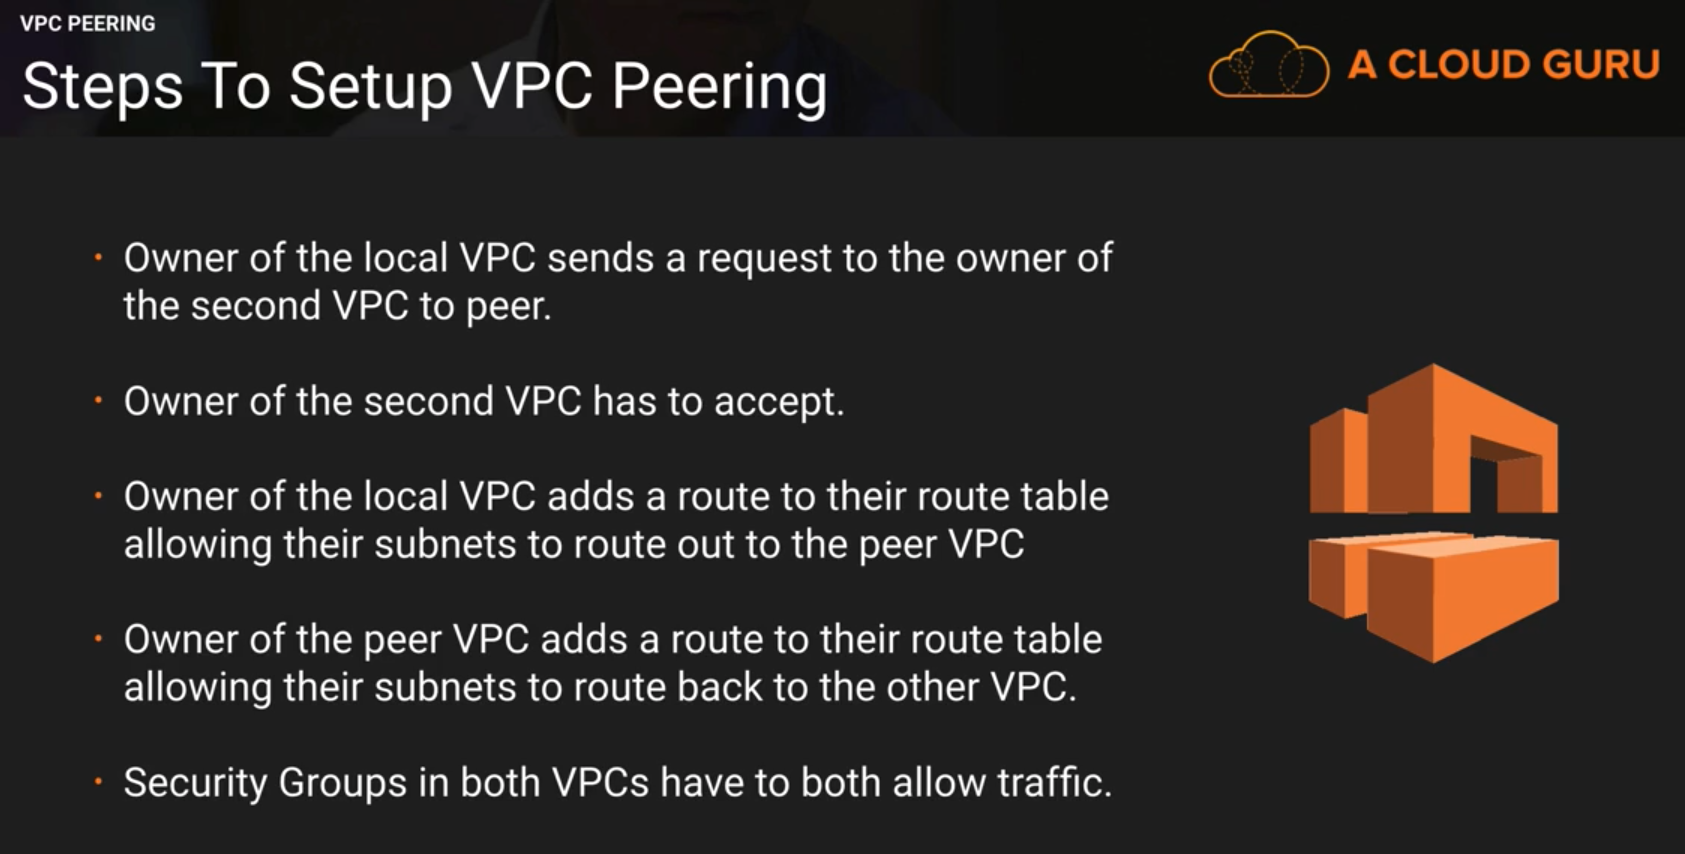 VPC PEERING
Steps To Setup VPC Peering
A CLOUD GURU
· Owner of the local VPC sends a request to the owner of
the second VPC to peer.
· Owner of the second VPC has to accept.
· Owner of the local VPC adds a route to their route table
allowing their subnets to route out to the peer VPC
· Owner of the peer VPC adds a route to their route table
allowing their subnets to route back to the other VPC.
· Security Groups in both VPCs have to both allow traffic.